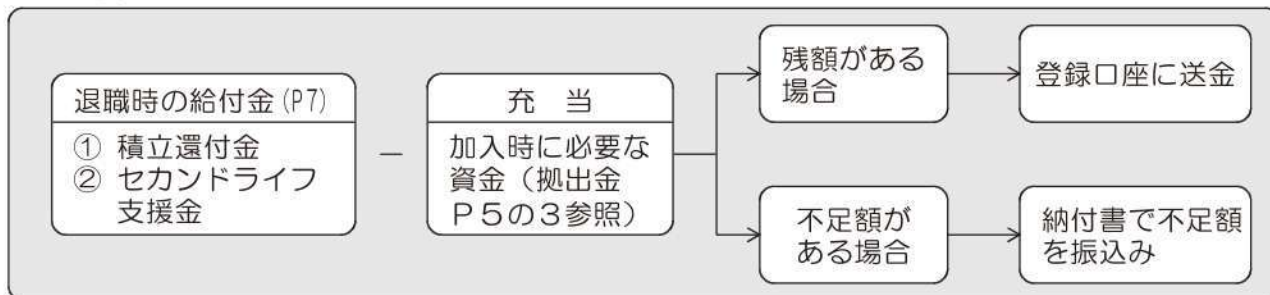 退職時の給付金(P7)
① 積立還付金
② セカンドライフ
支援金
－
充　当
加入時に必要な
資金（拠出金
Ｐ５の３参照）
残額がある
場合
登録口座に送金
不足額が
ある場合
納付書で不足額
を振込み